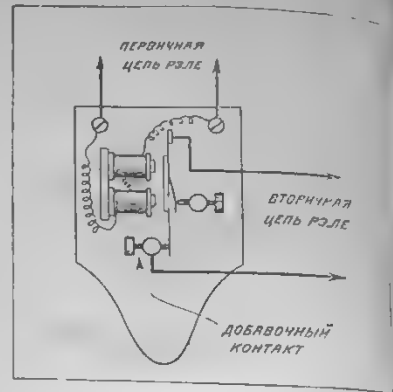 ПЕРВИЧНАЯ
ЦЕПЬ РЭЛЕ
ВТОРИЧНАЯ
ЦЕПЬ РЭЛЕ
А
ДОБАВОЧНЫЙ
КОНТАКТ